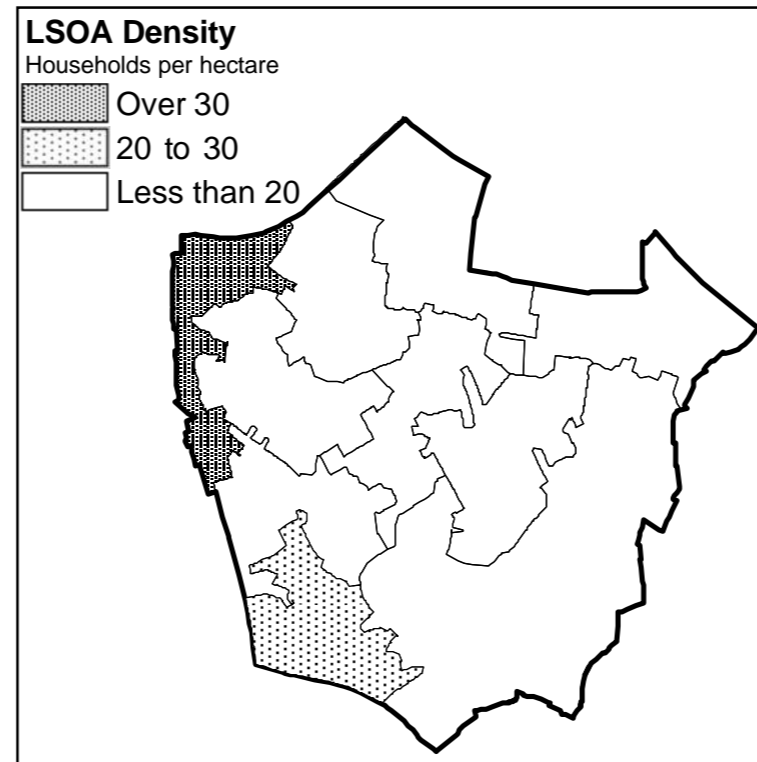 LSOA Density
Households per hectare
Over 30
20 to 30
Less than 20